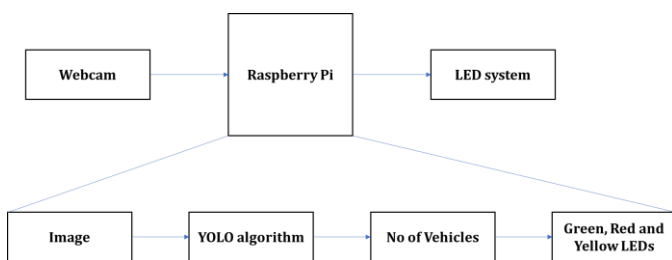 Webcam
Raspberry Pi
LED system
Image
YOLO algorithm
No of Vehicles
Green, Red and
Yellow LEDs